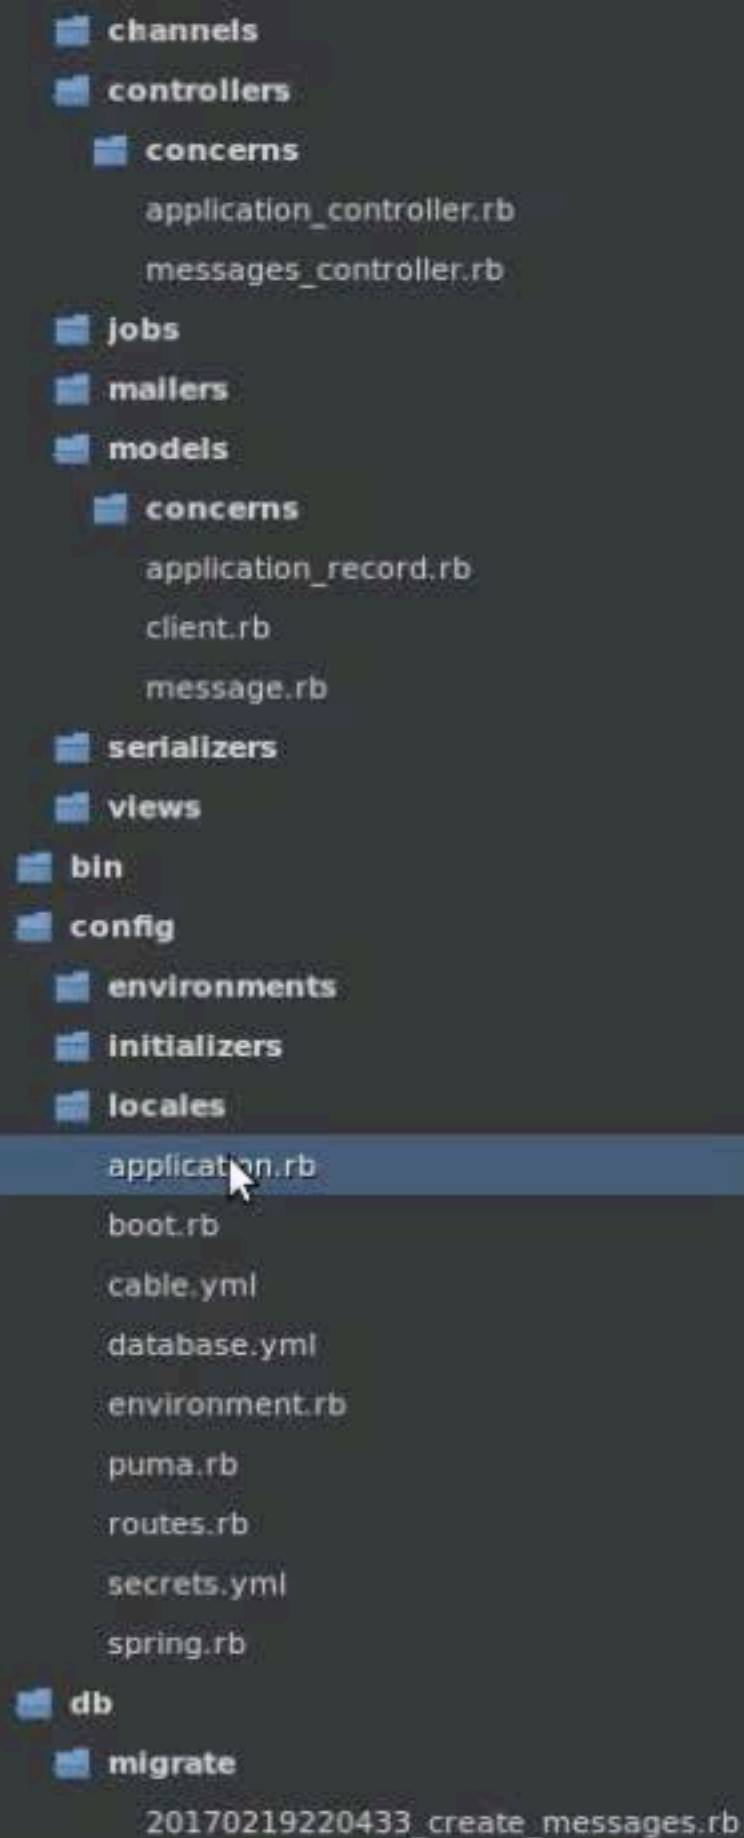 channels
controllers
concerns
application_controller.rb
messages_controller.rb
jobs
mailers
models
concerns
application_record.rb
client.rb
message.rb
serializers
views
bin
config
environments
initializers
locales
application.rb
boot.rb
cable.yml
database.yml
environment.rb
puma.rb
routes.rb
secrets.yml
spring.rb
db
migrate
20170219220433_create_messages.rb